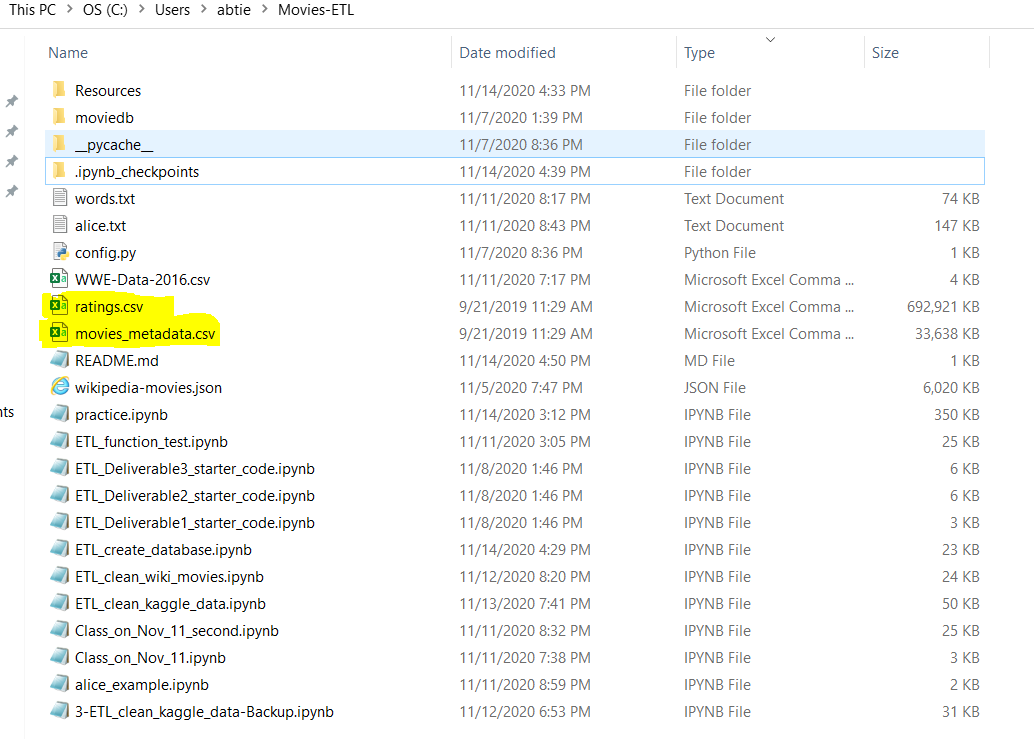 This PC > OS (C:) > Users > abtie > Movies-ETL
Name Date modified Type Size
Resources 11/14/2020 4:33 PM File folder
moviedb 11/7/2020 1:39 PM File folder
__pycache__ 11/7/2020 8:36 PM File folder
.ipynb_checkpoints 11/14/2020 4:39 PM File folder
words.txt 11/11/2020 8:17 PM Text Document 74 KB
alice.txt 11/11/2020 8:43 PM Text Document 147 KB
config.py 11/7/2020 8:36 PM Python File 1 KB
WWE-Data-2016.csv 11/11/2020 7:17 PM Microsoft Excel Comma ... 4 KB
ratings.csv 9/21/2019 11:29 AM Microsoft Excel Comma ... 692,921 KB
movies_metadata.csv 9/21/2019 11:29 AM Microsoft Excel Comma ... 33,638 KB
README.md 11/14/2020 4:50 PM MD File 1 KB
wikipedia-movies.json 11/5/2020 7:47 PM JSON File 6,020 KB
nts practice.ipynb 11/14/2020 3:12 PM IPYNB File 350 KB
ETL_function_test.ipynb 11/11/2020 3:05 PM IPYNB File 25 KB
ETL_Deliverable3_starter_code.ipynb 11/8/2020 1:46 PM IPYNB File 6 KB
ETL_Deliverable2_starter_code.ipynb 11/8/2020 1:46 PM IPYNB File 6 KB
ETL_Deliverable1_starter_code.ipynb 11/8/2020 1:46 PM IPYNB File 3 KB
ETL_create_database.ipynb 11/14/2020 4:29 PM IPYNB File 23 KB
ETL_clean_wiki_movies.ipynb 11/12/2020 8:20 PM IPYNB File 24 KB
ETL_clean_kaggle_data.ipynb 11/13/2020 7:41 PM IPYNB File 50 KB
Class_on_Nov_11_second.ipynb 11/11/2020 8:32 PM IPYNB File 25 KB
Class_on_Nov_11.ipynb 11/11/2020 7:38 PM IPYNB File 3 KB
alice_example.ipynb 11/11/2020 8:59 PM IPYNB File 2 KB
3-ETL_clean_kaggle_data-Backup.ipynb 11/12/2020 6:53 PM IPYNB File 31 KB